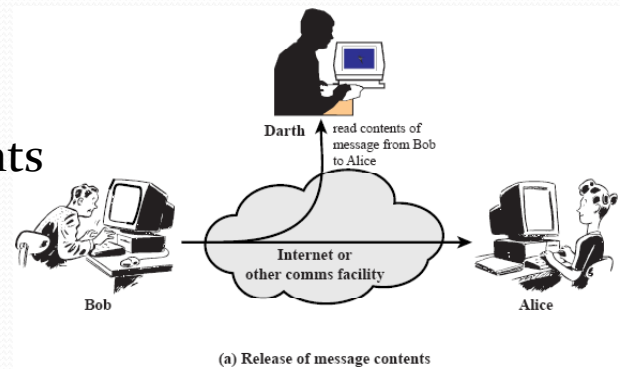 Darth
read contents of
message from Bob
to Alice
nts
Internet or
other comms facility
Bob
Alice
(a) Release of message contents